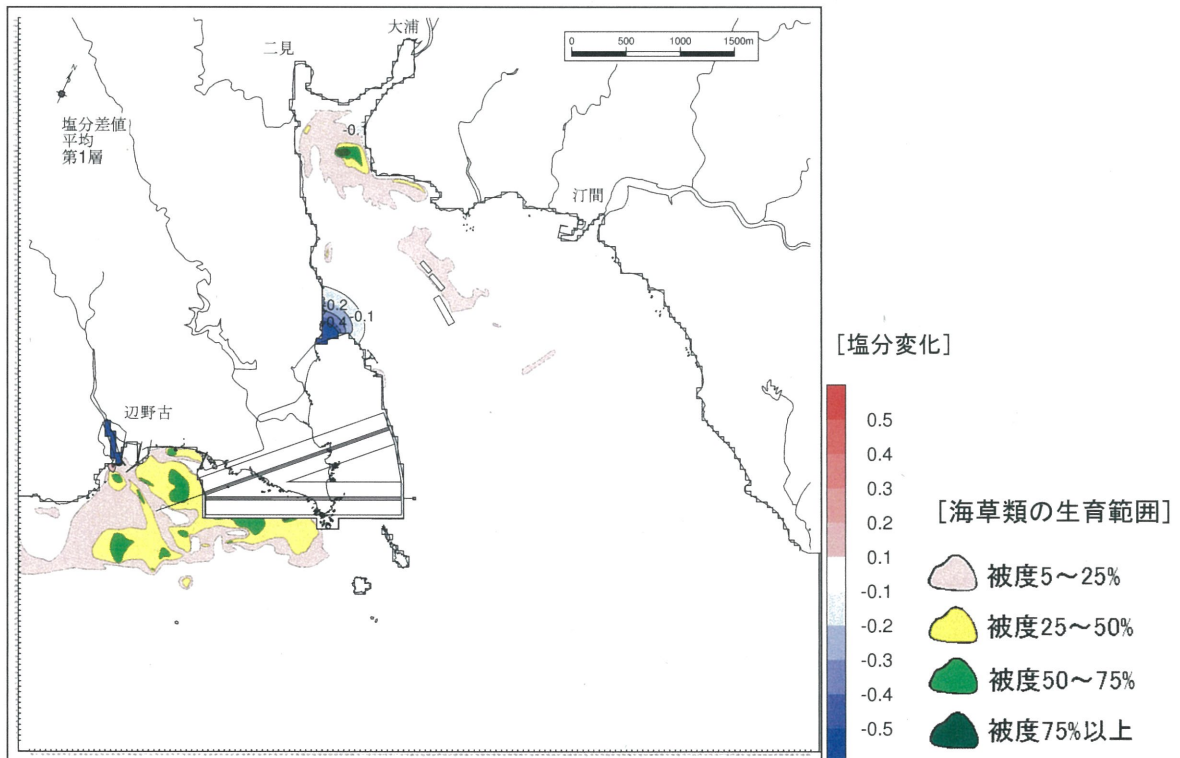 大浦
二見
0 500 1000 1500m
N
塩分差値
平均
第1層
-0.1
汀間
-0.2
-0.1
-0.4
辺野古
[塩分変化]
0.5
0.4
0.3
0.2
0.1
-0.1
-0.2
-0.3
-0.4
-0.5
[海草類の生育範囲]
被度5～25%
被度25～50%
被度50～75%
被度75%以上